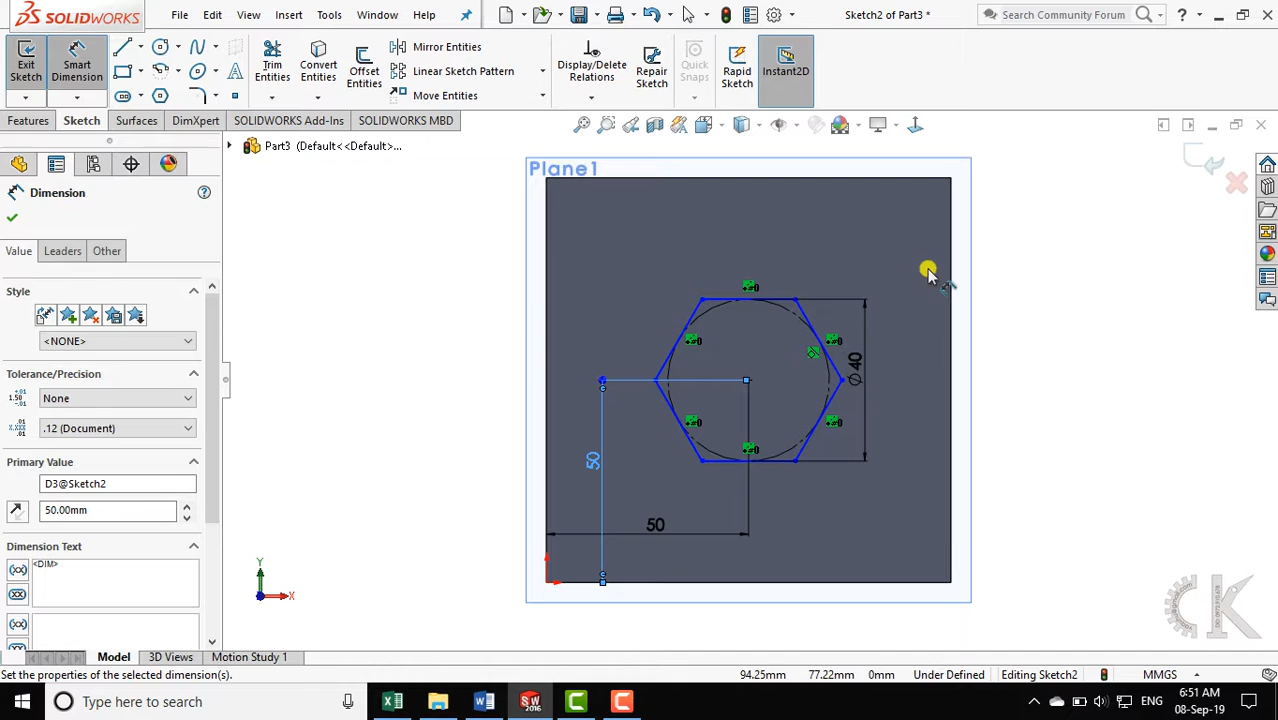 SOLIDWORKS
File Edit View Insert Tools Window Help
Sketch2 of Part3 *
Search Community Forum
Exit Sketch
Smart Dimension
Trim Entities
Convert Entities
Offset Entities
Mirror Entities
Linear Sketch Pattern
Move Entities
Display/Delete Relations
Repair Sketch
Quick Snaps
Rapid Sketch
Instant2D
Features Sketch Surfaces DimXpert SOLIDWORKS Add-Ins SOLIDWORKS MBD
Part3 (Default<<Default>...
Dimension
Value Leaders Other
Style
<NONE>
Tolerance/Precision
None
.12 (Document)
Primary Value
D3@Sketch2
50.00mm
Dimension Text
<DIM>
Plane1
Ø 40
50
50
Y
X
Model 3D Views Motion Study 1
Set the properties of the selected dimension(s).
94.25mm 77.22mm 0mm Under Defined Editing Sketch2 MMGS
Type here to search
SW 2016
ENG
6:51 AM
08-Sep-19